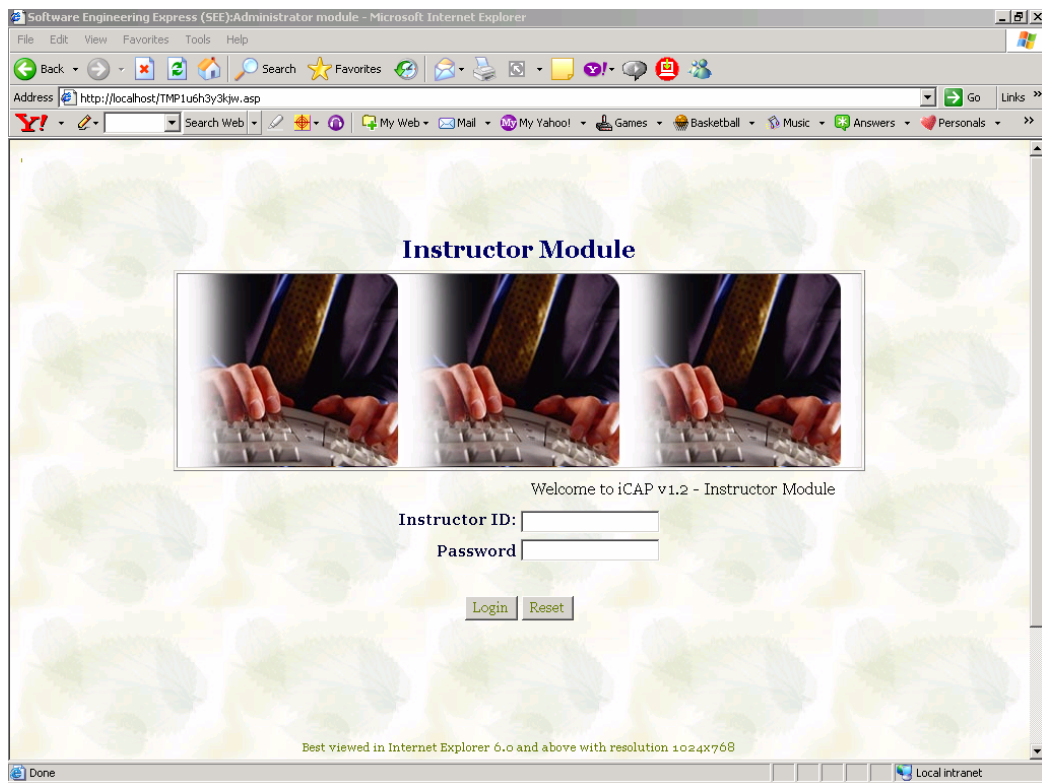 Software Engineering Express (SEE):Administrator module - Microsoft Internet Explorer
File Edit View Favorites Tools Help
Back Search Favorites
Address http://localhost/TMP1u6h3y3kjw.asp Go Links »
Y! Search Web My Web Mail My Yahoo! Games Basketball Music Answers Personals »
Instructor Module
Welcome to iCAP v1.2 - Instructor Module
Instructor ID:
Password
Login Reset
Best viewed in Internet Explorer 6.0 and above with resolution 1024x768
Done Local intranet